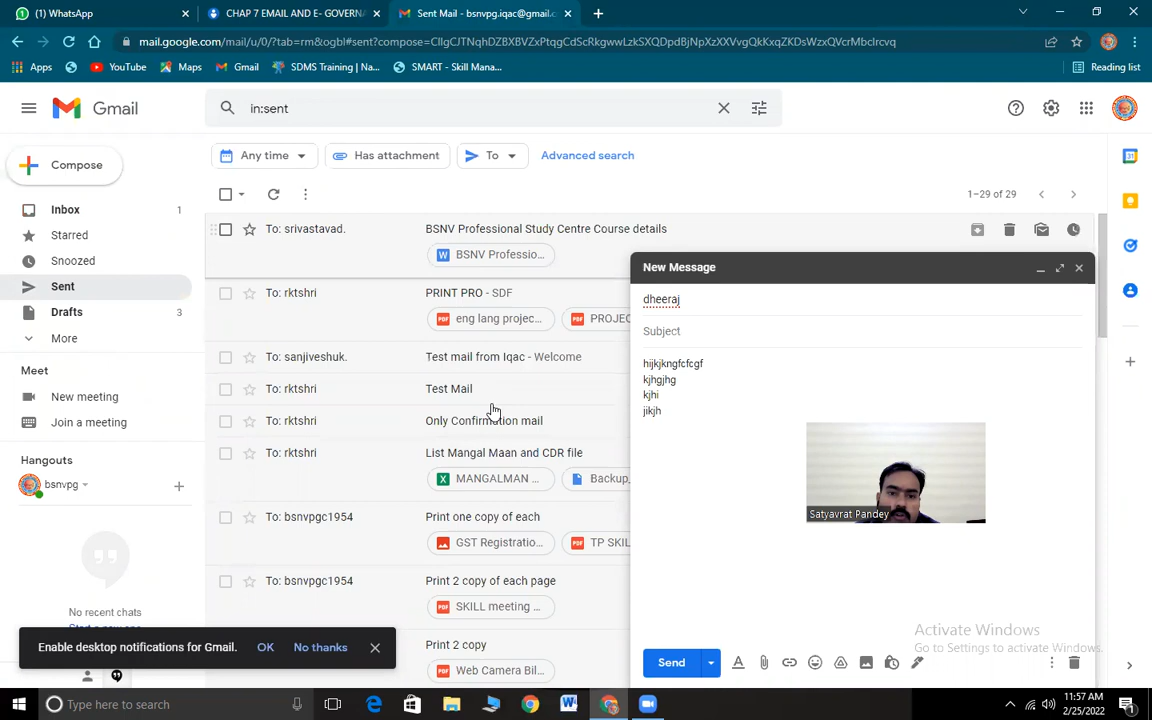 (1) WhatsApp
CHAP 7 EMAIL AND E- GOVERNA
Sent Mail - bsnvpg.iqac@gmail.co
mail.google.com/mail/u/0/?tab=rm&ogbl#sent?compose=CllgCJTNqhDZBXBVZxPtqgCdScRkgwwLzkSXQDpdBjNpXzXXVvgQkKxqZKDsWzxQVcrMbclrcvq
Apps
YouTube
Maps
Gmail
SDMS Training | Na...
SMART - Skill Mana...
Reading list
Gmail
in:sent
Compose
Any time
Has attachment
To
Advanced search
1–29 of 29
Inbox 1
Starred
Snoozed
Sent
Drafts 3
More
Meet
New meeting
Join a meeting
Hangouts
bsnvpg
No recent chats
To: srivastavad. BSNV Professional Study Centre Course details
BSNV Professio...
To: rktshri PRINT PRO - SDF
eng lang projec...
PROJEC
To: sanjiveshuk. Test mail from Iqac - Welcome
To: rktshri Test Mail
To: rktshri Only Confirmation mail
To: rktshri List Mangal Maan and CDR file
MANGALMAN ...
Backup_
To: bsnvpgc1954 Print one copy of each
GST Registratio...
TP SKIL
To: bsnvpgc1954 Print 2 copy of each page
SKILL meeting ...
Print 2 copy
Web Camera Bil...
New Message
dheeraj
Subject
hijkjkngfcfcgf
kjhgjhg
kjhi
jikjh
Satyavrat Pandey
Activate Windows
Go to Settings to activate Windows.
Send
Enable desktop notifications for Gmail. OK No thanks
Type here to search
11:57 AM
2/25/2022
1